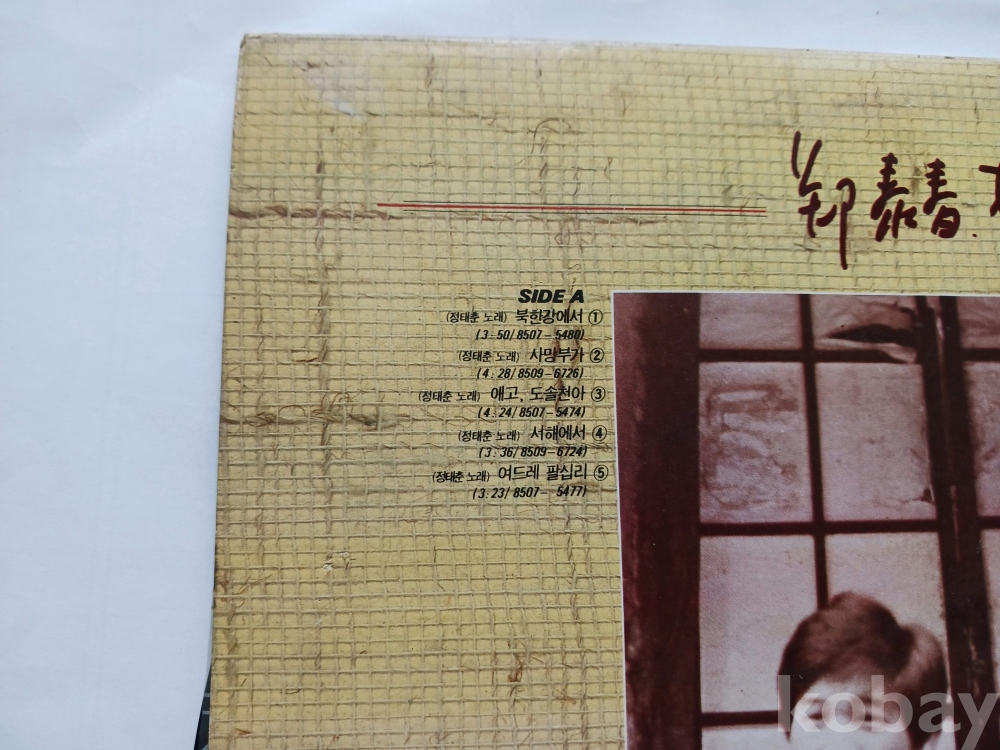 鄭泰春.
SIDE A
(정태춘 노래) 북한강에서 ①
(3:50/8507-5480)
(정태춘 노래) 사망부가 ②
(4:28/8509-6726)
(정태춘 노래) 애고, 도솔천아 ③
(4:24/8507-5474)
(정태춘 노래) 서해에서 ④
(3:36/8509-6724)
(정태춘 노래) 여드레 팔십리 ⑤
(3:23/8507- 5477)
kobay